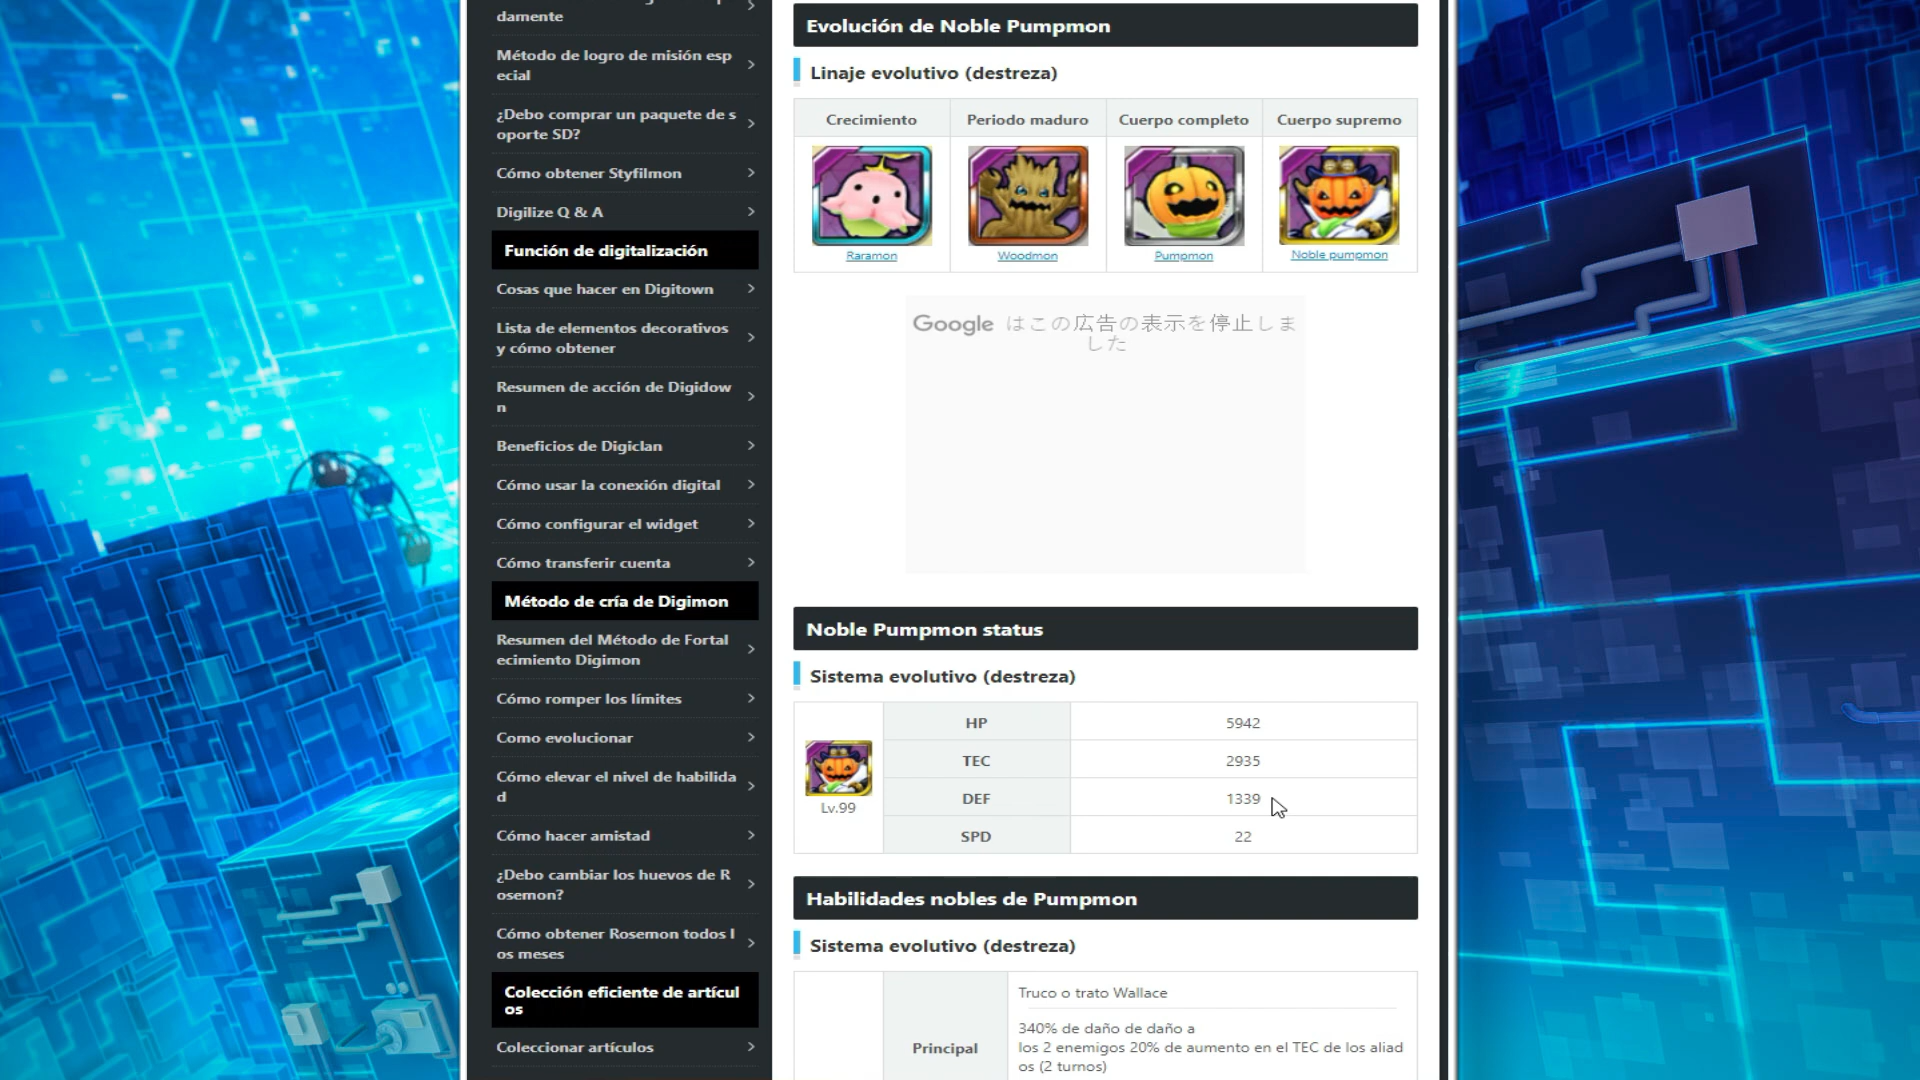 damente
Método de logro de misión esp
ecial
¿Debo comprar un paquete de s
oporte SD?
Cómo obtener Styfilmon
Digilize Q & A
Función de digitalización
Cosas que hacer en Digitown
Lista de elementos decorativos
y cómo obtener
Resumen de acción de Digidow
n
Beneficios de Digiclan
Cómo usar la conexión digital
Cómo configurar el widget
Cómo transferir cuenta
Método de cría de Digimon
Resumen del Método de Fortal
ecimiento Digimon
Cómo romper los límites
Como evolucionar
Cómo elevar el nivel de habilida
d
Cómo hacer amistad
¿Debo cambiar los huevos de R
osemon?
Cómo obtener Rosemon todos l
os meses
Colección eficiente de artícul
os
Coleccionar artículos
Evolución de Noble Pumpmon
Linaje evolutivo (destreza)
Crecimiento Periodo maduro Cuerpo completo Cuerpo supremo
Raramon Woodmon Pumpmon Noble pumpmon
Google はこの広告の表示を停止しま
した
Noble Pumpmon status
Sistema evolutivo (destreza)
HP 5942
TEC 2935
DEF 1339
SPD 22
Lv.99
Habilidades nobles de Pumpmon
Sistema evolutivo (destreza)
Principal
Truco o trato Wallace
340% de daño de daño a
los 2 enemigos 20% de aumento en el TEC de los aliad
os (2 turnos)